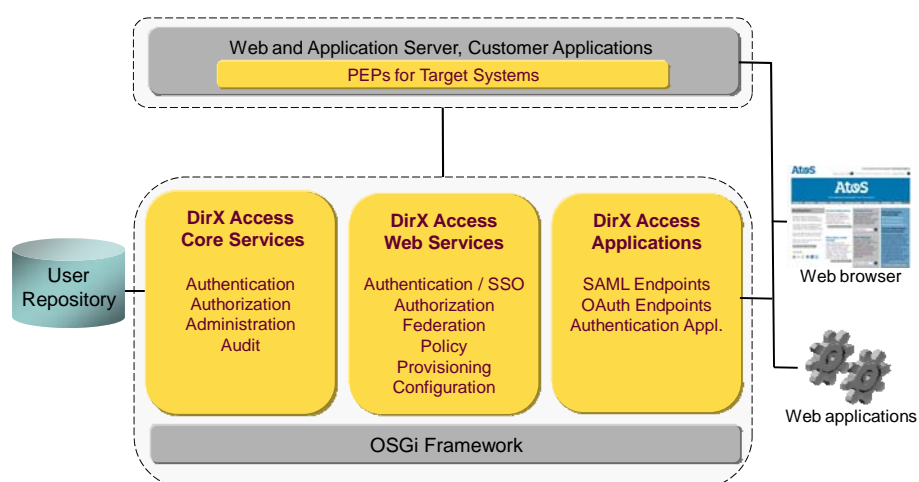 Web and Application Server, Customer Applications
PEPs for Target Systems
DirX Access
Core Services
Authentication
Authorization
Administration
Audit
DirX Access
Web Services
Authentication / SSO
Authorization
Federation
Policy
Provisioning
Configuration
DirX Access
Applications
SAML Endpoints
OAuth Endpoints
Authentication Appl.
User
Repository
OSGi Framework
AtoS
AtoS
Web browser
Web applications